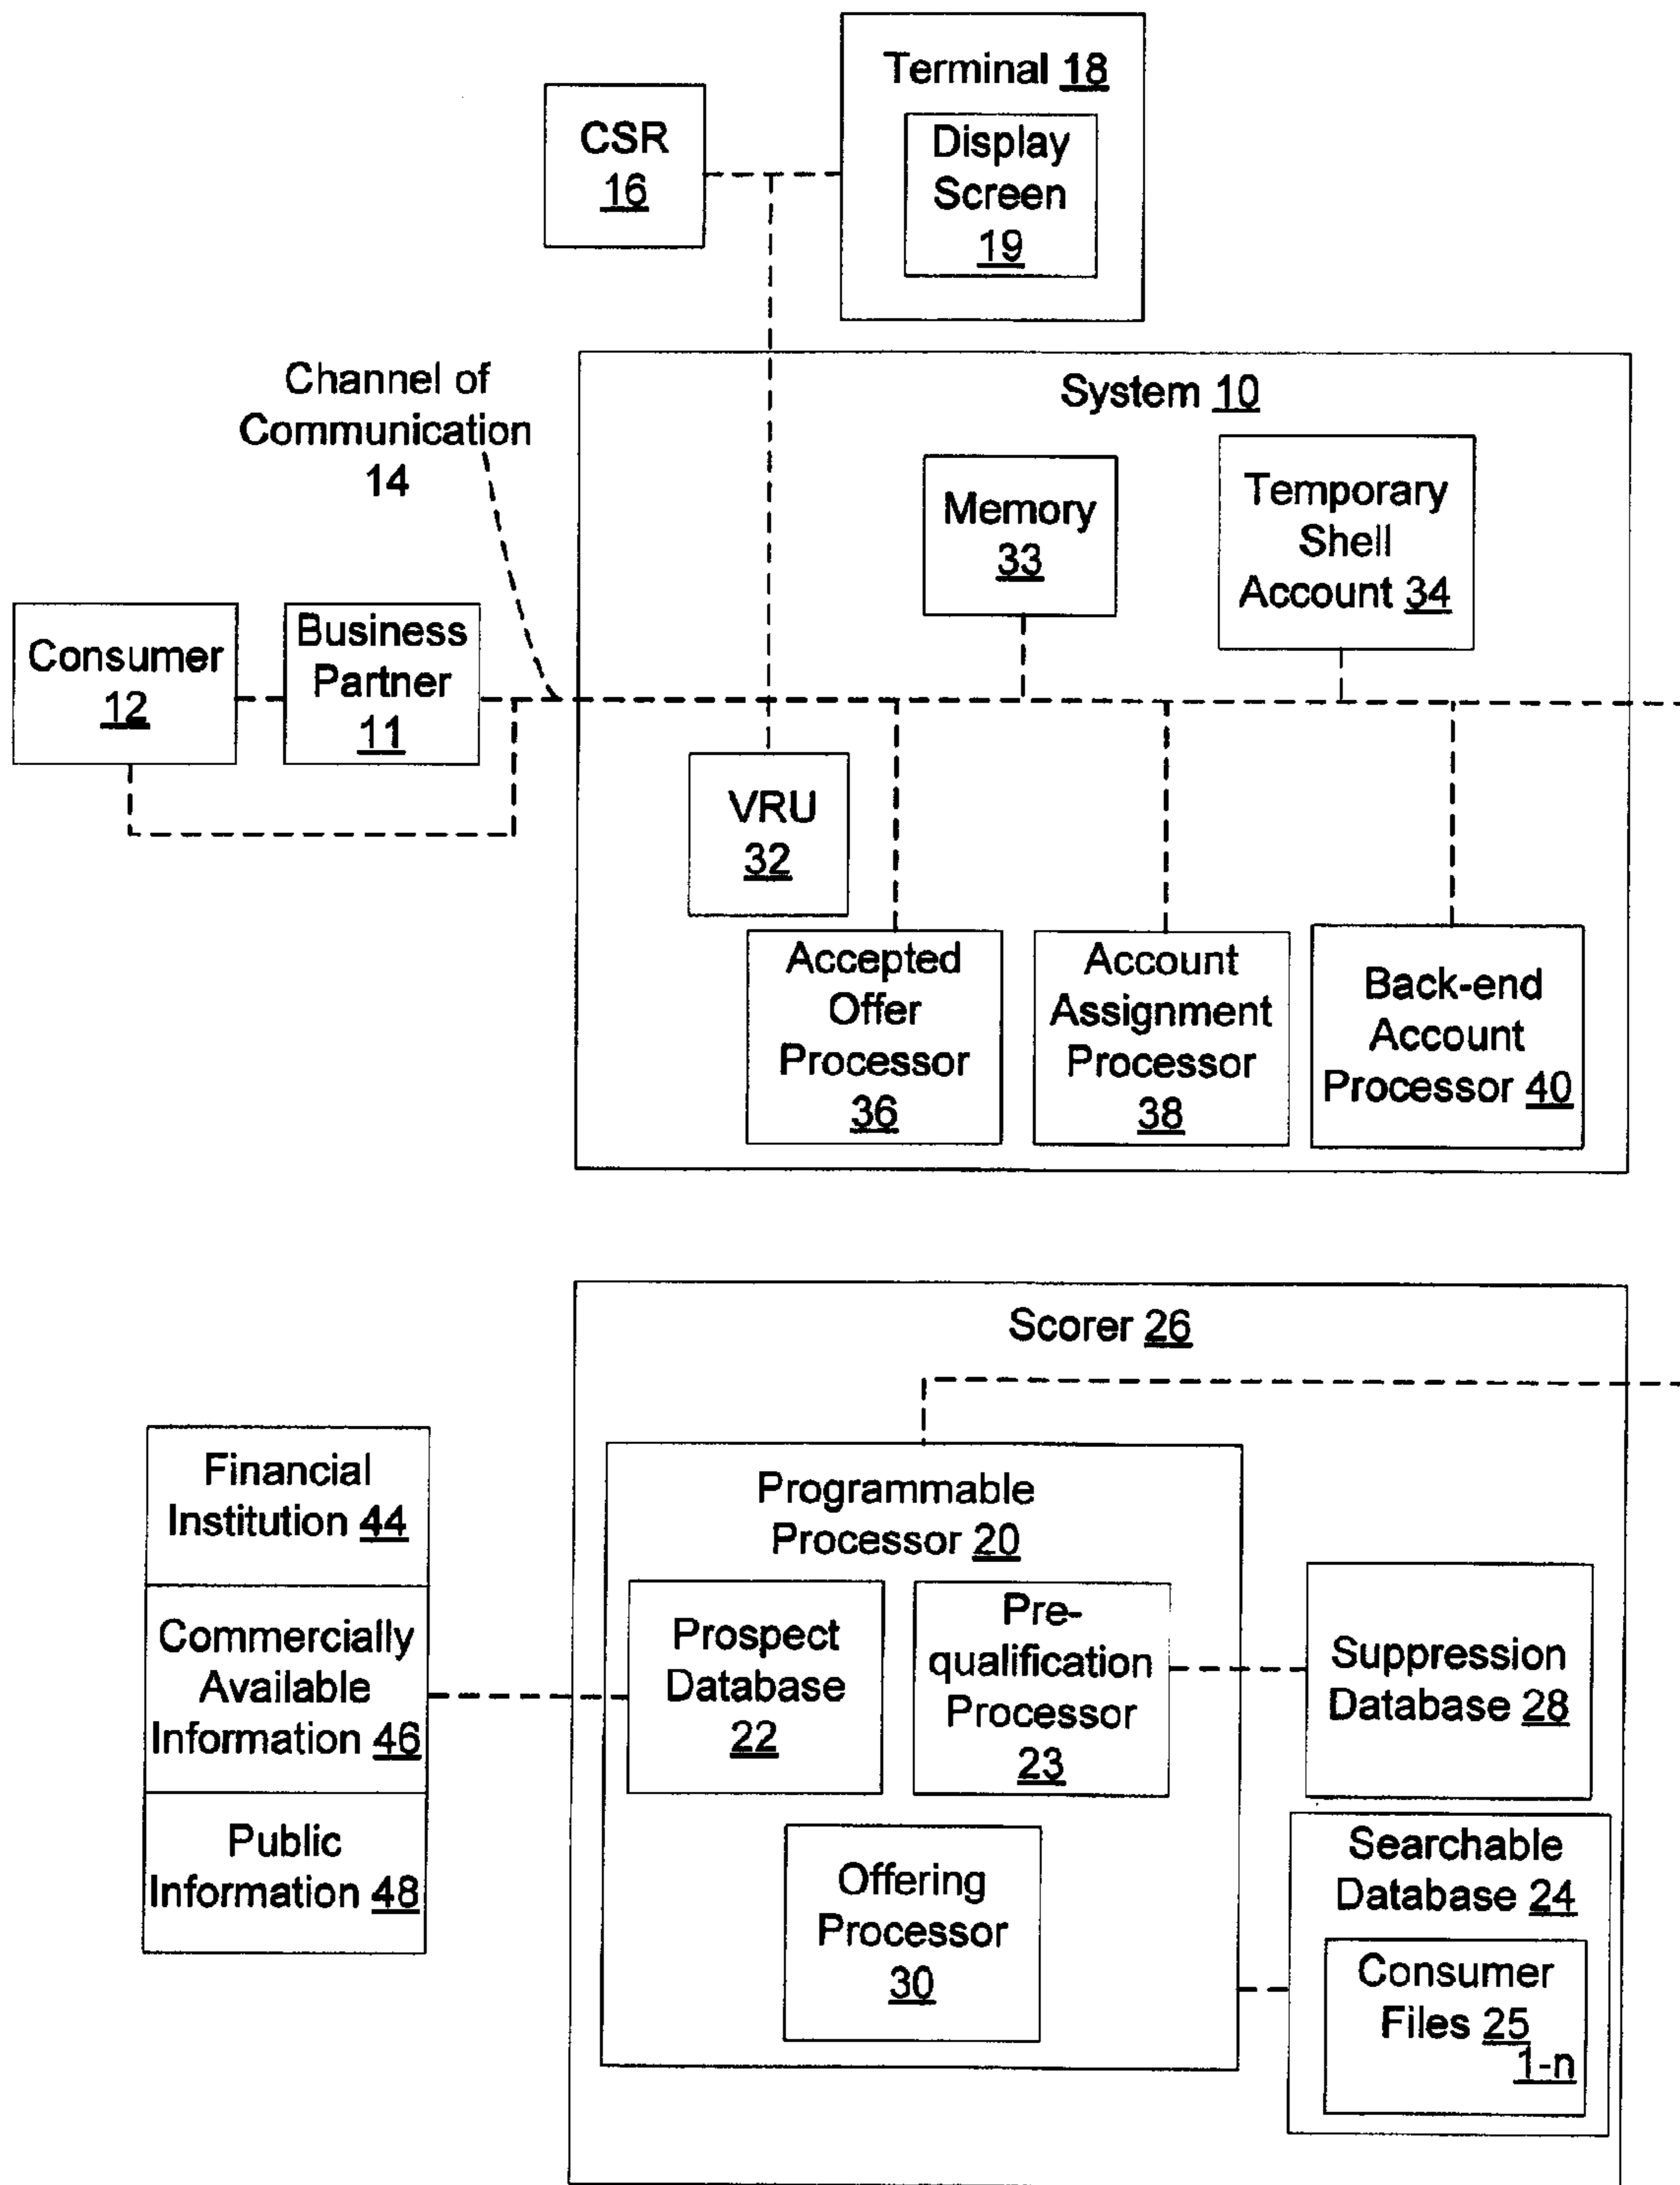 Terminal 18
Display
Screen
19
CSR
16
Channel of
Communication
14
System 10
Memory
33
Temporary
Shell
Account 34
Consumer
12
Business
Partner
11
VRU
32
Accepted
Offer
Processor
36
Account
Assignment
Processor
38
Back-end
Account
Processor 40
Scorer 26
Financial
Institution 44
Commercially
Available
Information 46
Public
Information 48
Programmable
Processor 20
Prospect
Database
22
Pre-
qualification
Processor
23
Suppression
Database 28
Offering
Processor
30
Searchable
Database 24
Consumer
Files 25
1-n